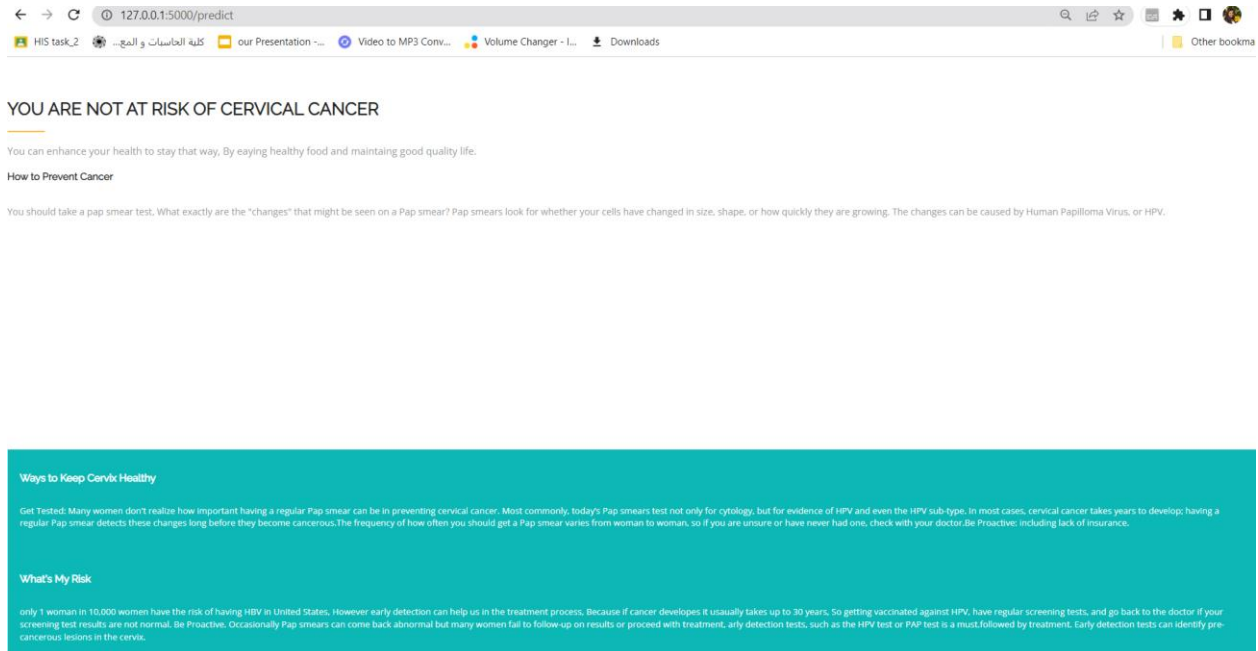 127.0.0.1:5000/predict
HIS task_2 كلية الحاسبات و المع... our Presentation -... Video to MP3 Conv... Volume Changer - I... Downloads Other bookma
YOU ARE NOT AT RISK OF CERVICAL CANCER
You can enhance your health to stay that way, By eaying healthy food and maintaing good quality life.
How to Prevent Cancer
You should take a pap smear test, What exactly are the "changes" that might be seen on a Pap smear? Pap smears look for whether your cells have changed in size, shape, or how quickly they are growing. The changes can be caused by Human Papilloma Virus, or HPV.
Ways to Keep Cervix Healthy
Get Tested: Many women don't realize how important having a regular Pap smear can be in preventing cervical cancer. Most commonly, today's Pap smears test not only for cytology, but for evidence of HPV and even the HPV sub-type. In most cases, cervical cancer takes years to develop; having a
regular Pap smear detects these changes long before they become cancerous.The frequency of how often you should get a Pap smear varies from woman to woman, so if you are unsure or have never had one, check with your doctor.Be Proactive: including lack of insurance.
What's My Risk
only 1 woman in 10,000 women have the risk of having HBV in United States, However early detection can help us in the treatment process, Because if cancer developes it usaually takes up to 30 years, So getting vaccinated against HPV, have regular screening tests, and go back to the doctor if your
screening test results are not normal. Be Proactive. Occasionally Pap smears can come back abnormal but many women fail to follow-up on results or proceed with treatment, arly detection tests, such as the HPV test or PAP test is a must.followed by treatment. Early detection tests can identify pre-
cancerous lesions in the cervix.